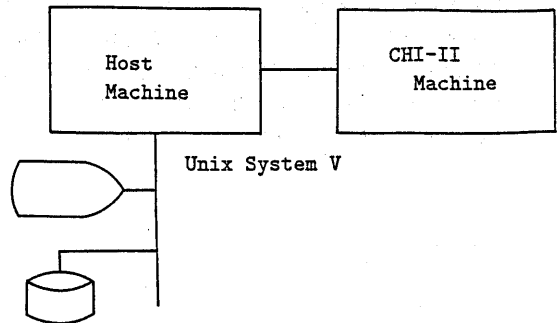 Host
Machine
CHI-II
Machine
Unix System V